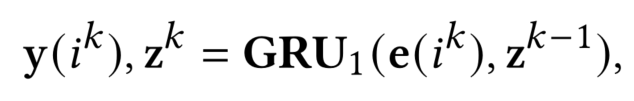 y(i^k), z^k = GRU_1(e(i^k), z^{k−1}),